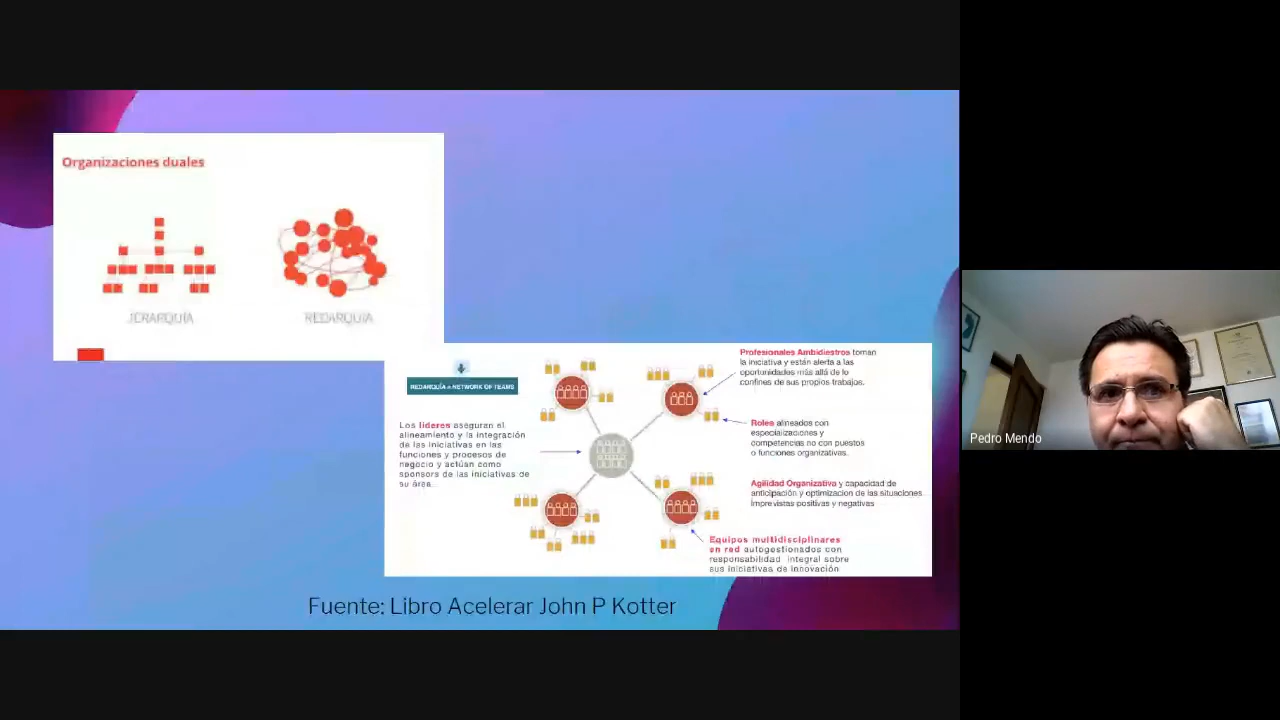 Organizaciones duales
JERARQUÍA
REDARQUÍA
REDARQUÍA = NETWORK OF TEAMS
Los líderes aseguran el
alineamiento y la integración
de las iniciativas en las
funciones y procesos de
negocio y actúan como
sponsors de las iniciativas de
su área.
Profesionales Ambidiestros toman
la iniciativa y están alerta a las
oportunidades más allá de lo
confines de sus propios trabajos.
Roles alineados con
especializaciones y
competencias no con puestos
o funciones organizativas.
Agilidad Organizativa y capacidad de
anticipación y optimizacion de las situaciones
imprevistas positivas y negativas
Equipos multidisciplinares
en red autogestionados con
responsabilidad integral sobre
sus iniciativas de innovación
Fuente: Libro Acelerar John P Kotter
Pedro Mendo